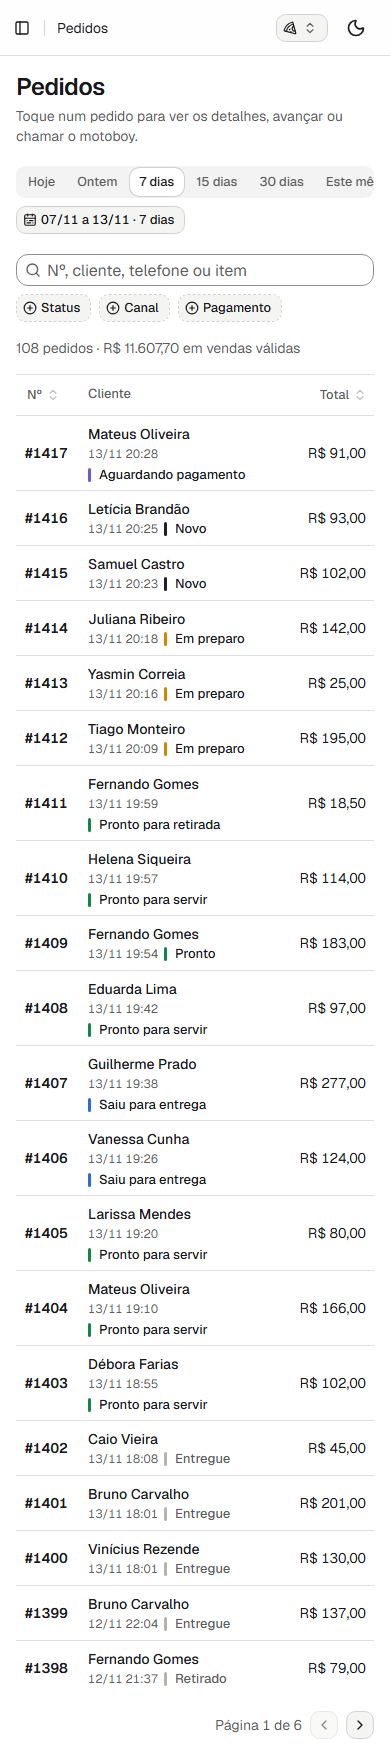 Pedidos
Pedidos
Toque num pedido para ver os detalhes, avançar ou
chamar o motoboy.
Hoje Ontem 7 dias 15 dias 30 dias Este mê
07/11 a 13/11 · 7 dias
Nº, cliente, telefone ou item
Status Canal Pagamento
108 pedidos · R$ 11.607,70 em vendas válidas
Nº Cliente Total
Mateus Oliveira
#1417 13/11 20:28 R$ 91,00
Aguardando pagamento
Letícia Brandão
#1416 13/11 20:25 Novo R$ 93,00
Samuel Castro
#1415 13/11 20:23 Novo R$ 102,00
Juliana Ribeiro
#1414 13/11 20:18 Em preparo R$ 142,00
Yasmin Correia
#1413 13/11 20:16 Em preparo R$ 25,00
Tiago Monteiro
#1412 13/11 20:09 Em preparo R$ 195,00
Fernando Gomes
#1411 13/11 19:59 R$ 18,50
Pronto para retirada
Helena Siqueira
#1410 13/11 19:57 R$ 114,00
Pronto para servir
Fernando Gomes
#1409 13/11 19:54 Pronto R$ 183,00
Eduarda Lima
#1408 13/11 19:42 R$ 97,00
Pronto para servir
Guilherme Prado
#1407 13/11 19:38 R$ 277,00
Saiu para entrega
Vanessa Cunha
#1406 13/11 19:26 R$ 124,00
Saiu para entrega
Larissa Mendes
#1405 13/11 19:20 R$ 80,00
Pronto para servir
Mateus Oliveira
#1404 13/11 19:10 R$ 166,00
Pronto para servir
Débora Farias
#1403 13/11 18:55 R$ 102,00
Pronto para servir
Caio Vieira
#1402 13/11 18:08 Entregue R$ 45,00
Bruno Carvalho
#1401 13/11 18:01 Entregue R$ 201,00
Vinícius Rezende
#1400 13/11 18:01 Entregue R$ 130,00
Bruno Carvalho
#1399 12/11 22:04 Entregue R$ 137,00
Fernando Gomes
#1398 12/11 21:37 Retirado R$ 79,00
Página 1 de 6